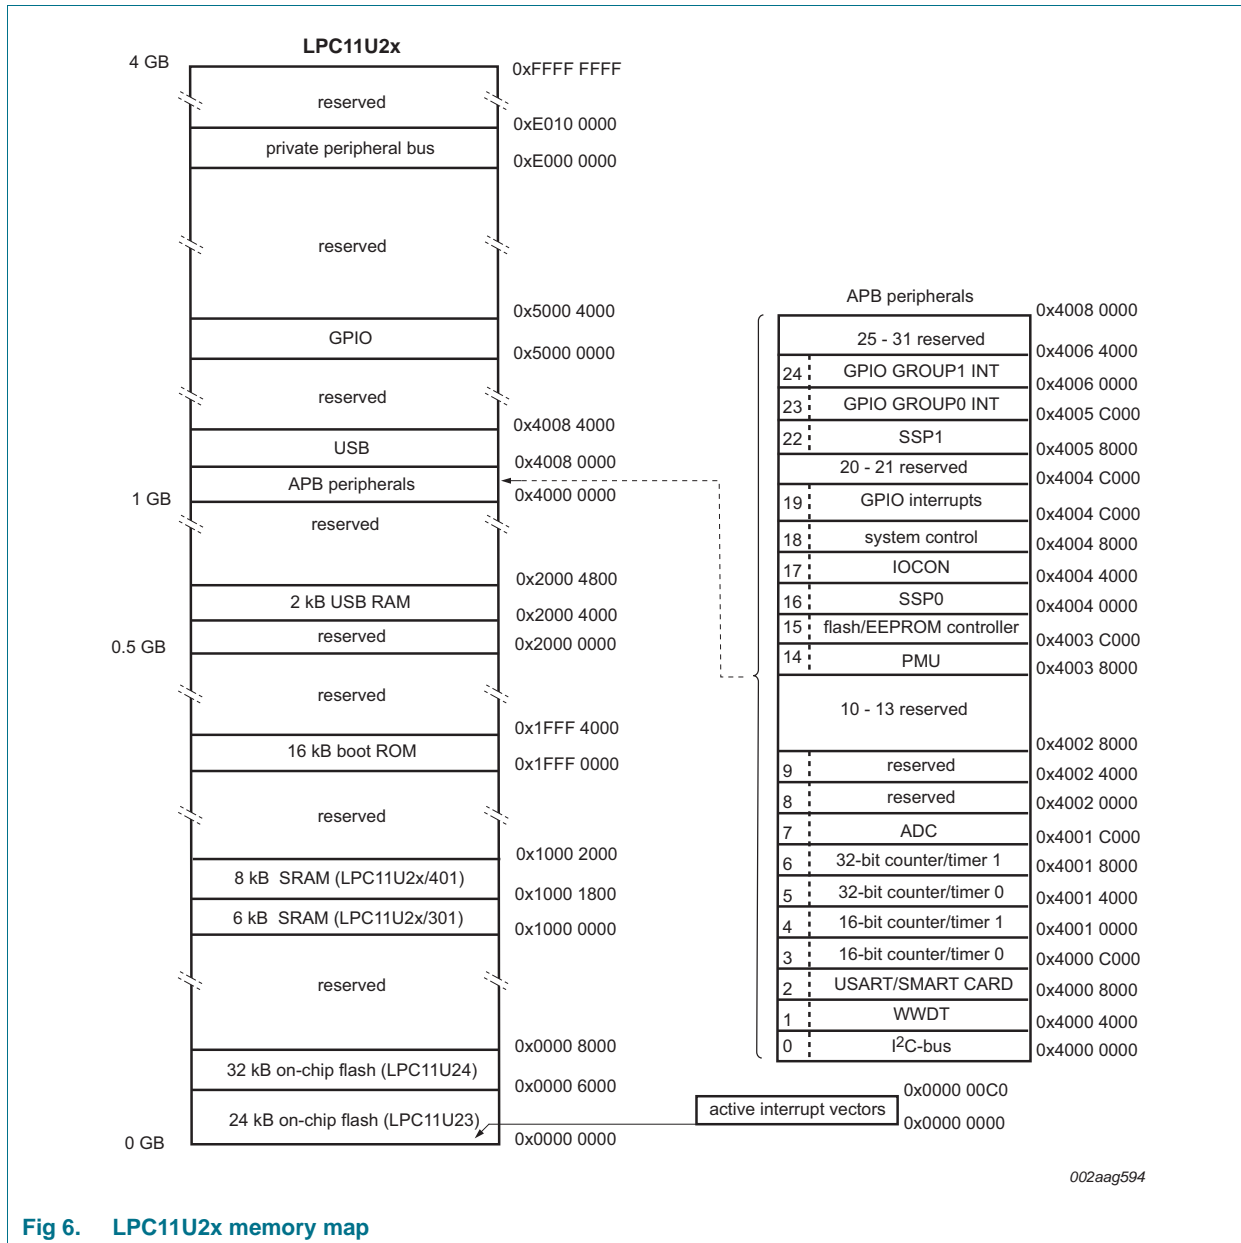 LPC11U2x
4 GB
0xFFFF FFFF
reserved
0xE010 0000
private peripheral bus
0xE000 0000
reserved
0x5000 4000
GPIO
0x5000 0000
reserved
0x4008 4000
USB
0x4008 0000
APB peripherals
0x4000 0000
1 GB
reserved
0x2000 4800
2 kB USB RAM
0x2000 4000
reserved
0x2000 0000
0.5 GB
reserved
0x1FFF 4000
16 kB boot ROM
0x1FFF 0000
reserved
0x1000 2000
8 kB SRAM (LPC11U2x/401)
0x1000 1800
6 kB SRAM (LPC11U2x/301)
0x1000 0000
reserved
0x0000 8000
32 kB on-chip flash (LPC11U24)
0x0000 6000
24 kB on-chip flash (LPC11U23)
0 GB
0x0000 0000
APB peripherals
0x4008 0000
25 - 31 reserved
0x4006 4000
24 GPIO GROUP1 INT
0x4006 0000
23 GPIO GROUP0 INT
0x4005 C000
22 SSP1
0x4005 8000
20 - 21 reserved
0x4004 C000
19 GPIO interrupts
0x4004 C000
18 system control
0x4004 8000
17 IOCON
0x4004 4000
16 SSP0
0x4004 0000
15 flash/EEPROM controller
0x4003 C000
14 PMU
0x4003 8000
10 - 13 reserved
0x4002 8000
9 reserved
0x4002 4000
8 reserved
0x4002 0000
7 ADC
0x4001 C000
6 32-bit counter/timer 1
0x4001 8000
5 32-bit counter/timer 0
0x4001 4000
4 16-bit counter/timer 1
0x4001 0000
3 16-bit counter/timer 0
0x4000 C000
2 USART/SMART CARD
0x4000 8000
1 WWDT
0x4000 4000
0 I2C-bus
0x4000 0000
0x0000 00C0
active interrupt vectors
0x0000 0000
002aag594
Fig 6. LPC11U2x memory map